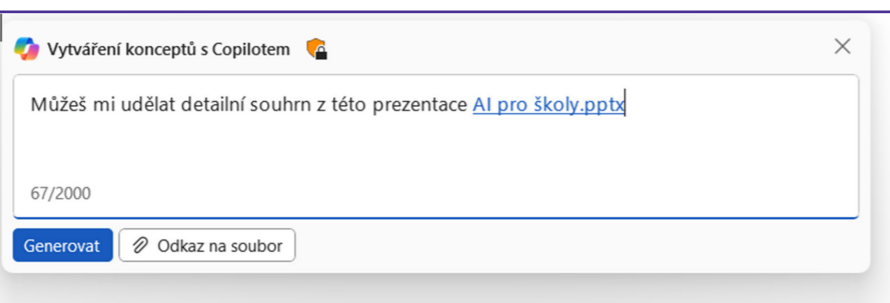 Vytváření konceptů s Copilotem
Můžeš mi udělat detailní souhrn z této prezentace AI pro školy.pptx
67/2000
Generovat
Odkaz na soubor